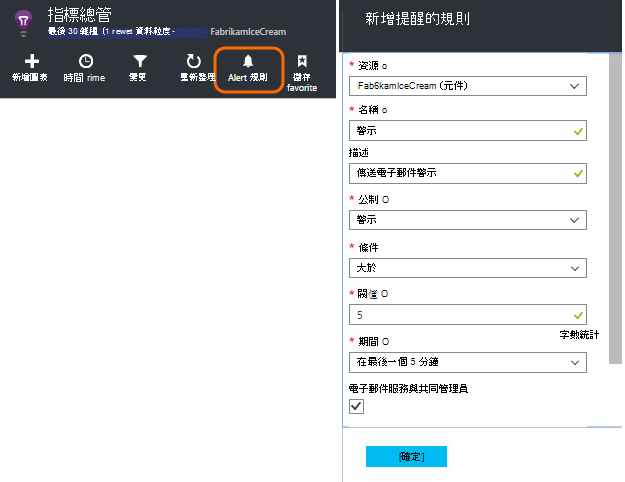 指標總管
最後 30 鐘 (1 rewet 資料粒度 -
FabrikamIceCream
新增圖表
時間 rime
變更
重新整理
Alert 規則
儲存
favorite
新增提醒的規則
* 資源 o
Fab6kamIceCream (元件)
* 名稱 o
警示
描述
傳送電子郵件警示
* 公制 O
警示
* 條件
大於
* 閾值 O
5
字數統計
* 期間 O
在最後一個 5 分鐘
電子郵件服務與共同管理員
[確定]